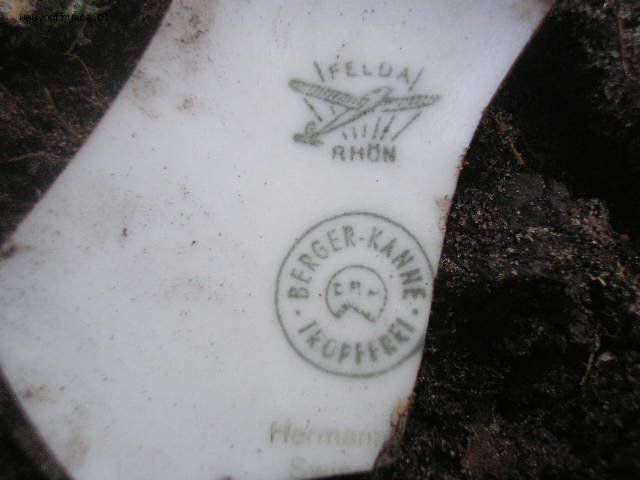 www.odkrywca.pl
FELDA
RHÖN
BERGER-KANNE
TROPFFREI
D.R.P.
Hermann